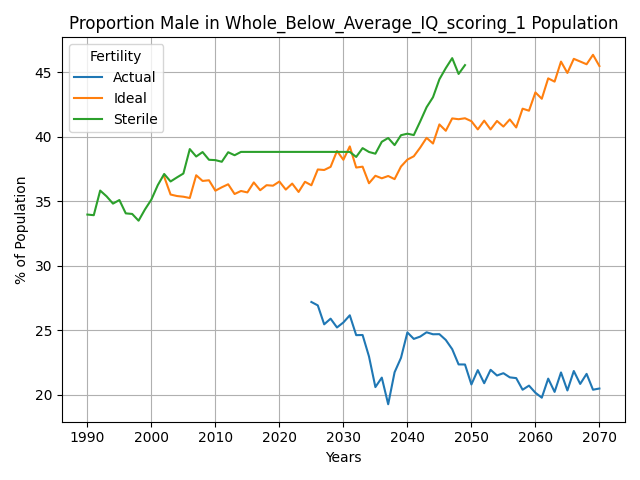 Proportion Male in Whole_Below_Average_IQ_scoring_1 Population
Fertility
Actual
Ideal
Sterile
% of Population
45
40
35
30
25
20
1990 2000 2010 2020 2030 2040 2050 2060 2070
Years